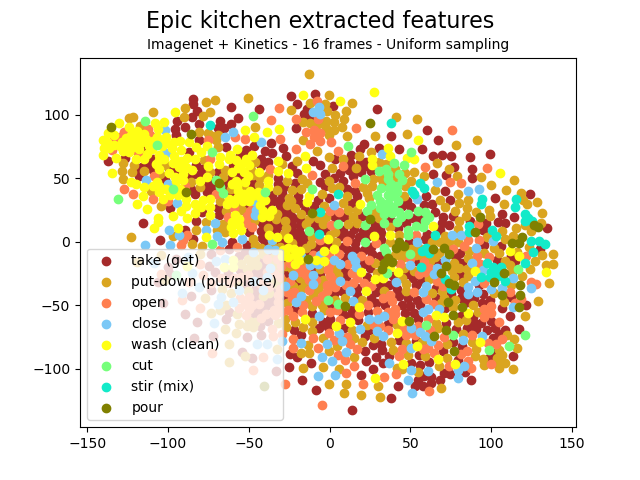 Epic kitchen extracted features
Imagenet + Kinetics - 16 frames - Uniform sampling
100
50
0
−50
−100
take (get)
put-down (put/place)
open
close
wash (clean)
cut
stir (mix)
pour
−150 −100 −50 0 50 100 150